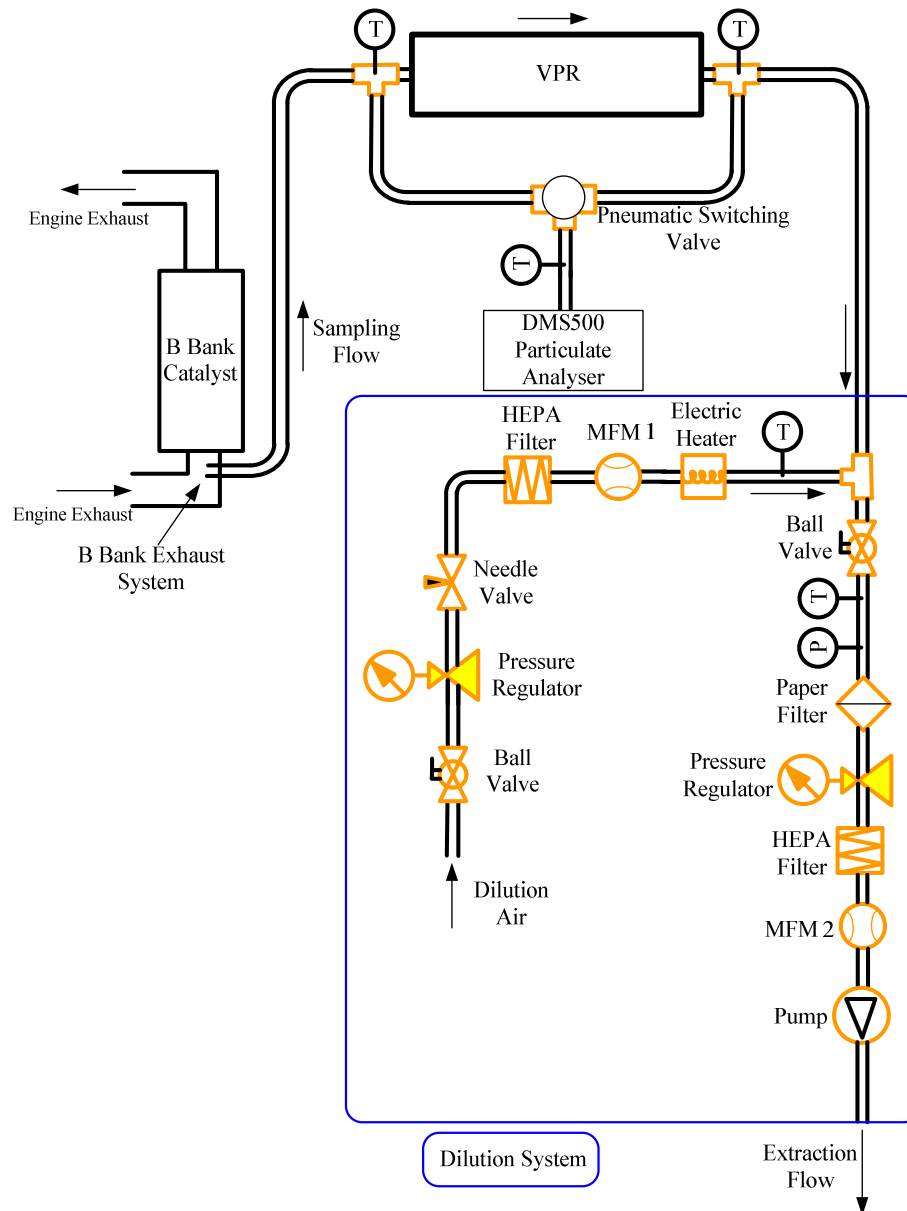 T
T
VPR
Engine Exhaust
Pneumatic Switching
Valve
T
B Bank
Catalyst
Sampling
Flow
DMS500
Particulate
Analyser
Engine Exhaust
B Bank Exhaust
System
HEPA
Filter
MFM 1
Electric
Heater
T
Ball
Valve
Needle
Valve
T
P
Pressure
Regulator
Paper
Filter
Ball
Valve
Pressure
Regulator
HEPA
Filter
Dilution
Air
MFM 2
Pump
Dilution System
Extraction
Flow